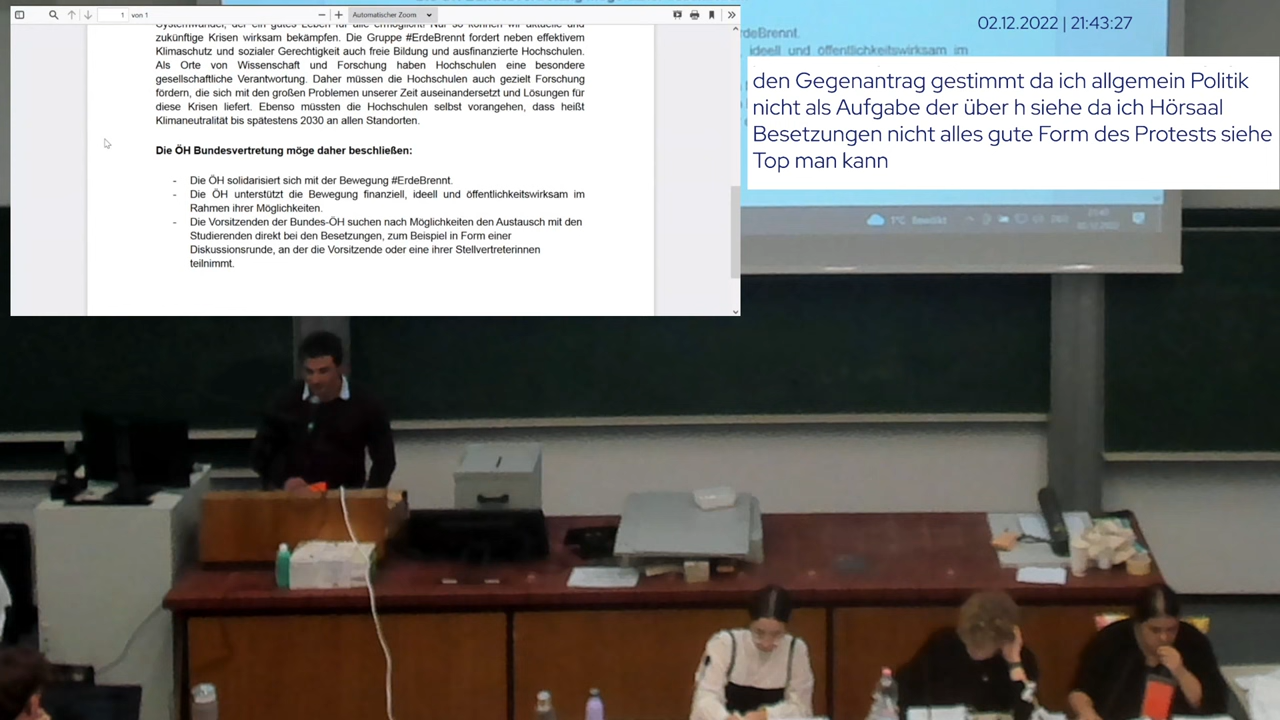 1 von 1
Automatischer Zoom
Systemwandel, der ein gutes Leben für alle ermöglicht. Nur so können wir aktuelle und
zukünftige Krisen wirksam bekämpfen. Die Gruppe #ErdeBrennt fordert neben effektivem
Klimaschutz und sozialer Gerechtigkeit auch freie Bildung und ausfinanzierte Hochschulen.
Als Orte von Wissenschaft und Forschung haben Hochschulen eine besondere
gesellschaftliche Verantwortung. Daher müssen die Hochschulen auch gezielt Forschung
fördern, die sich mit den großen Problemen unserer Zeit auseinandersetzt und Lösungen für
diese Krisen liefert. Ebenso müssten die Hochschulen selbst vorangehen, dass heißt
Klimaneutralität bis spätestens 2030 an allen Standorten.
Die ÖH Bundesvertretung möge daher beschließen:
- Die ÖH solidarisiert sich mit der Bewegung #ErdeBrennt.
- Die ÖH unterstützt die Bewegung finanziell, ideell und öffentlichkeitswirksam im
Rahmen ihrer Möglichkeiten.
- Die Vorsitzenden der Bundes-ÖH suchen nach Möglichkeiten den Austausch mit den
Studierenden direkt bei den Besetzungen, zum Beispiel in Form einer
Diskussionsrunde, an der die Vorsitzende oder eine ihrer Stellvertreterinnen
teilnimmt.
02.12.2022 | 21:43:27
rdeBrennt.
ideell und öffentlichkeitswirksam im
den Gegenantrag gestimmt da ich allgemein Politik
nicht als Aufgabe der über h siehe da ich Hörsaal
Besetzungen nicht alles gute Form des Protests siehe
Top man kann